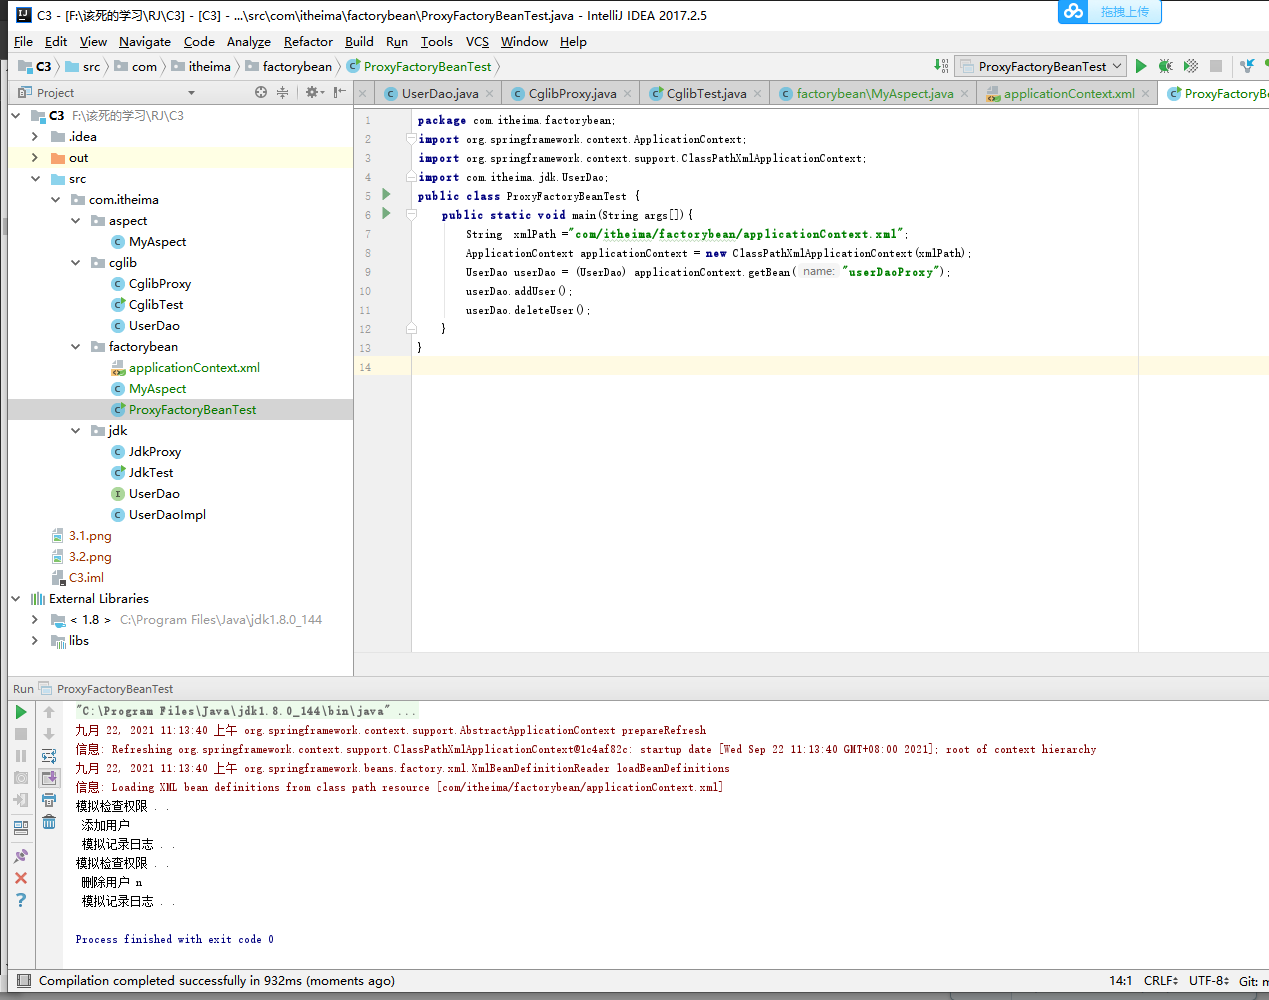 C3 - [F:\该死的学习\RJ\C3] - [C3] - ...\src\com\itheima\factorybean\ProxyFactoryBeanTest.java - IntelliJ IDEA 2017.2.5
拖拽上传
File Edit View Navigate Code Analyze Refactor Build Run Tools VCS Window Help
C3 src com itheima factorybean ProxyFactoryBeanTest
ProxyFactoryBeanTest
Project
UserDao.java CglibProxy.java CglibTest.java factorybean\MyAspect.java applicationContext.xml ProxyFactoryBe
C3 F:\该死的学习\RJ\C3
.idea
out
src
com.itheima
aspect
MyAspect
cglib
CglibProxy
CglibTest
UserDao
factorybean
applicationContext.xml
MyAspect
ProxyFactoryBeanTest
jdk
JdkProxy
JdkTest
UserDao
UserDaoImpl
3.1.png
3.2.png
C3.iml
External Libraries
< 1.8 > C:\Program Files\Java\jdk1.8.0_144
libs
1 package com.itheima.factorybean;
2 import org.springframework.context.ApplicationContext;
3 import org.springframework.context.support.ClassPathXmlApplicationContext;
4 import com.itheima.jdk.UserDao;
5 public class ProxyFactoryBeanTest {
6 public static void main(String args[]){
7 String xmlPath ="com/itheima/factorybean/applicationContext.xml";
8 ApplicationContext applicationContext = new ClassPathXmlApplicationContext(xmlPath);
9 UserDao userDao = (UserDao) applicationContext.getBean( name: "userDaoProxy");
10 userDao.addUser();
11 userDao.deleteUser();
12 }
13 }
14
Run ProxyFactoryBeanTest
"C:\Program Files\Java\jdk1.8.0_144\bin\java" ...
九月 22, 2021 11:13:40 上午 org.springframework.context.support.AbstractApplicationContext prepareRefresh
信息: Refreshing org.springframework.context.support.ClassPathXmlApplicationContext@1c4af82c: startup date [Wed Sep 22 11:13:40 GMT+08:00 2021]; root of context hierarchy
九月 22, 2021 11:13:40 上午 org.springframework.beans.factory.xml.XmlBeanDefinitionReader loadBeanDefinitions
信息: Loading XML bean definitions from class path resource [com/itheima/factorybean/applicationContext.xml]
模拟检查权限 . .
添加用户
模拟记录日志 . .
模拟检查权限 . .
删除用户 n
模拟记录日志 . .
Process finished with exit code 0
Compilation completed successfully in 932ms (moments ago)
14:1 CRLF UTF-8 Git: m